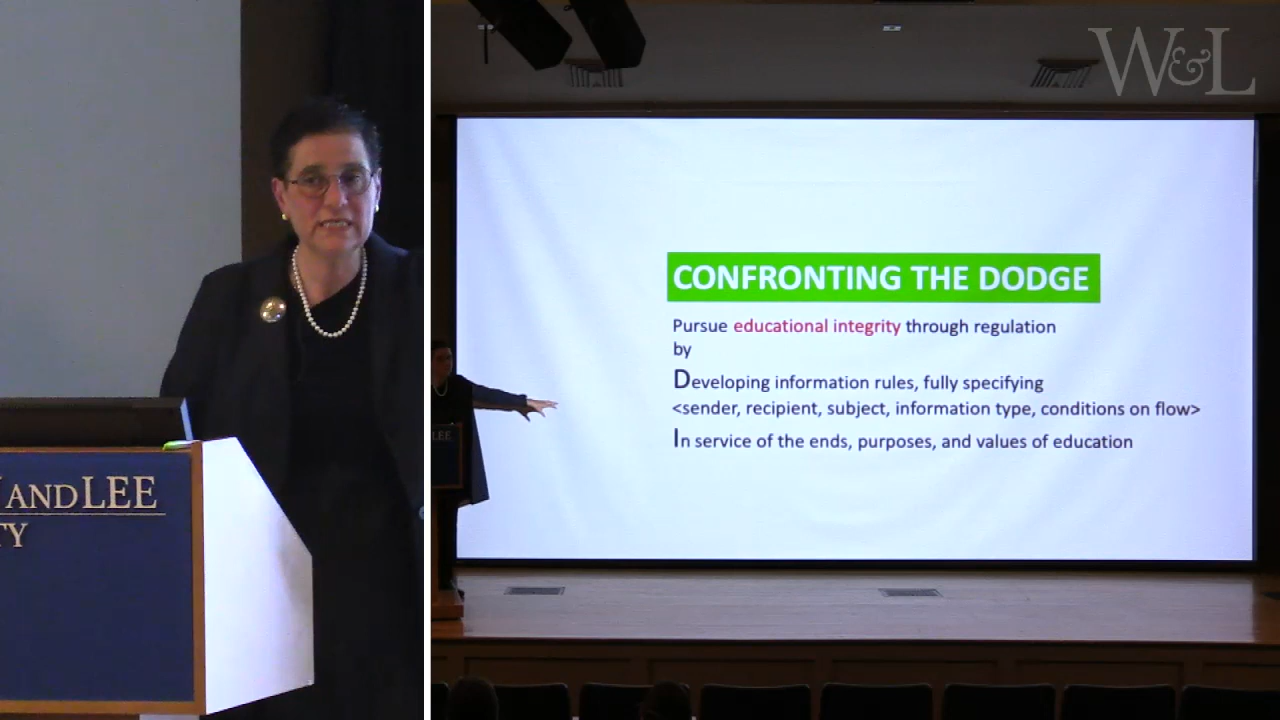 AND LEE
TY
W&L
CONFRONTING THE DODGE
Pursue educational integrity through regulation
by
Developing information rules, fully specifying
<sender, recipient, subject, information type, conditions on flow>
In service of the ends, purposes, and values of education
LEE